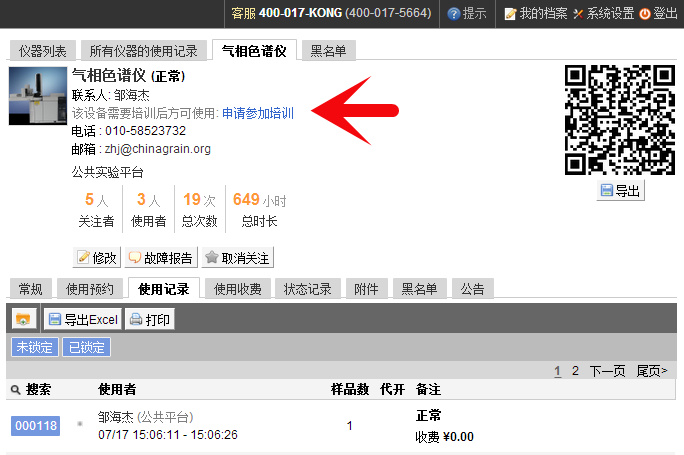 客服 400-017-KONG (400-017-5664) 提示 我的档案 系统设置 登出
仪器列表 所有仪器的使用记录 气相色谱仪 黑名单
气相色谱仪 (正常)
联系人: 邹海杰
该设备需要培训后方可使用: 申请参加培训
电话 : 010-58523732
邮箱 : zhj@chinagrain.org
公共实验平台
导出
5 人 3 人 19 次 649 小时
关注者 使用者 总次数 总时长
修改 故障报告 取消关注
常规 使用预约 使用记录 使用收费 状态记录 附件 黑名单 公告
导出Excel 打印
未锁定 已锁定
1 2 下一页 尾页>
搜索 使用者 样品数 代开 备注
000118 邹海杰 (公共平台) 1 正常
07/17 15:06:11 - 15:06:26 收费 ¥0.00